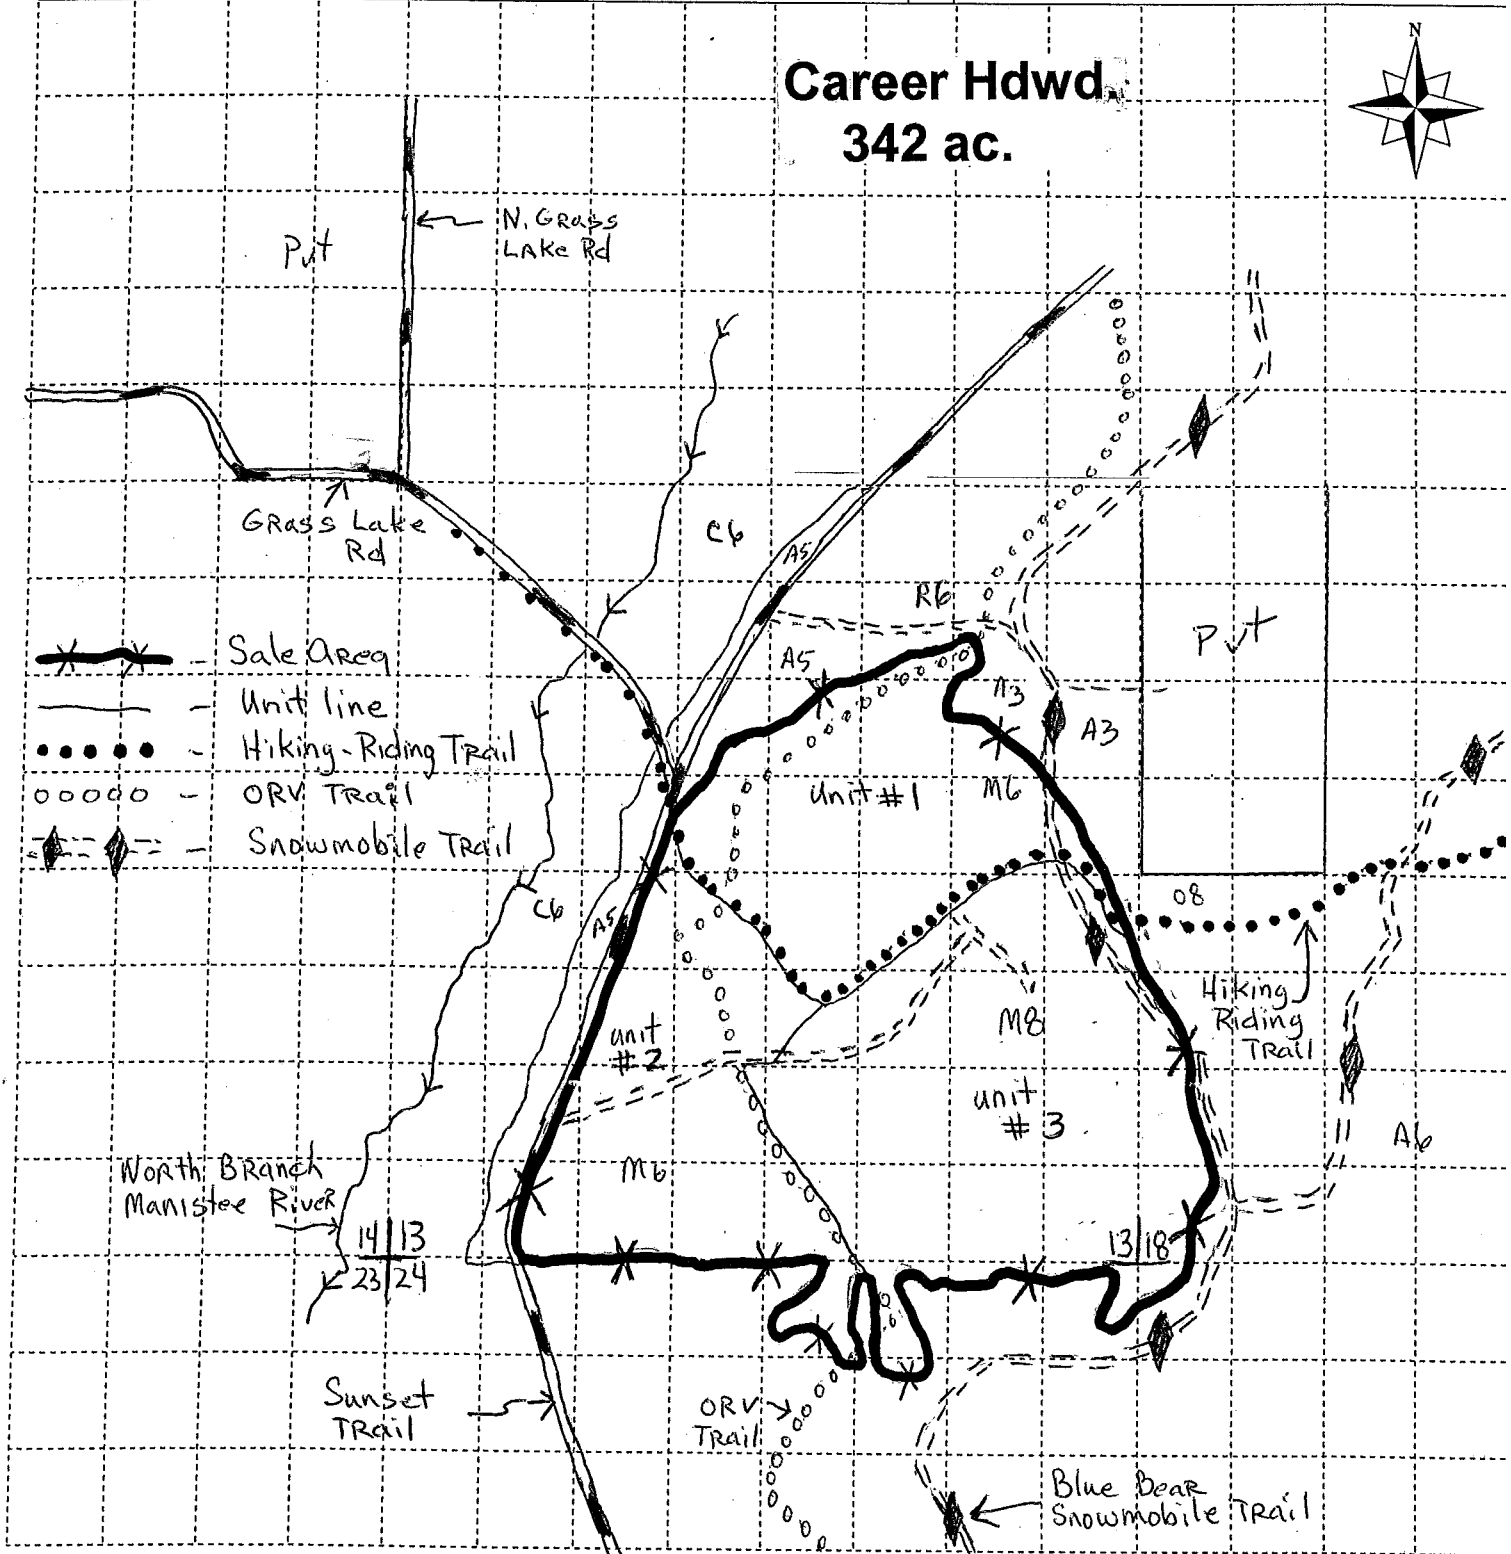 N
Career Hdwd.
342 ac.
N. Grass
Lake Rd
Pvt
Grass Lake
Rd
C6
A5
R6
Pvt
Sale Area
Unit line
Hiking-Riding Trail
ORV Trail
Snowmobile Trail
A5
A3
A3
Unit #1
M6
C6
A5
08
Hiking
Riding
Trail
M8
unit
#2
unit
#3
A6
M6
North Branch
Manistee River
14|13
23|24
13|18
Sunset
Trail
ORV
Trail
Blue Bear
Snowmobile Trail